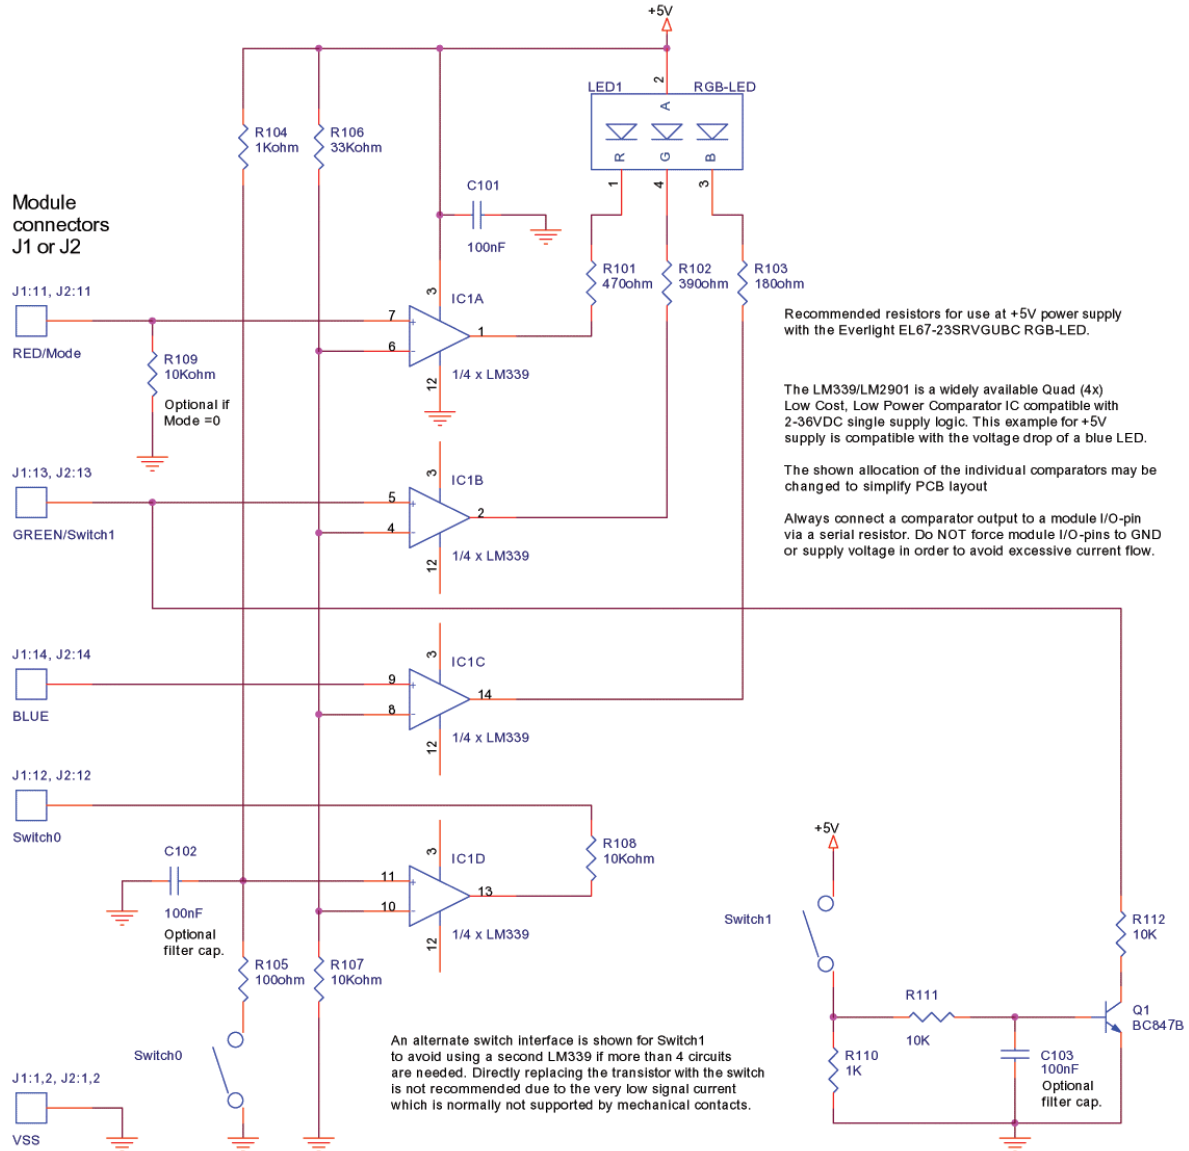 +5V
2
LED1
RGB-LED
A
R
G
B
1
4
3
R104
1Kohm
R106
33Kohm
Module
connectors
J1 or J2
C101
100nF
R101
470ohm
R102
390ohm
R103
180ohm
J1:11, J2:11
RED/Mode
3
IC1A
7
+
6
-
1
12
1/4 x LM339
R109
10Kohm
Optional if
Mode =0
Recommended resistors for use at +5V power supply
with the Everlight EL67-23SRVGUBC RGB-LED.
The LM339/LM2901 is a widely available Quad (4x)
Low Cost, Low Power Comparator IC compatible with
2-36VDC single supply logic. This example for +5V
supply is compatible with the voltage drop of a blue LED.
The shown allocation of the individual comparators may be
changed to simplify PCB layout
Always connect a comparator output to a module I/O-pin
via a serial resistor. Do NOT force module I/O-pins to GND
or supply voltage in order to avoid excessive current flow.
J1:13, J2:13
GREEN/Switch1
3
IC1B
5
+
4
-
2
12
1/4 x LM339
J1:14, J2:14
BLUE
3
IC1C
9
+
8
-
14
12
1/4 x LM339
J1:12, J2:12
Switch0
R108
10Kohm
C102
100nF
Optional
filter cap.
3
IC1D
11
+
10
-
13
12
1/4 x LM339
R105
100ohm
R107
10Kohm
Switch0
J1:1,2, J2:1,2
VSS
An alternate switch interface is shown for Switch1
to avoid using a second LM339 if more than 4 circuits
are needed. Directly replacing the transistor with the switch
is not recommended due to the very low signal current
which is normally not supported by mechanical contacts.
+5V
Switch1
R112
10K
R111
10K
Q1
BC847B
R110
1K
C103
100nF
Optional
filter cap.